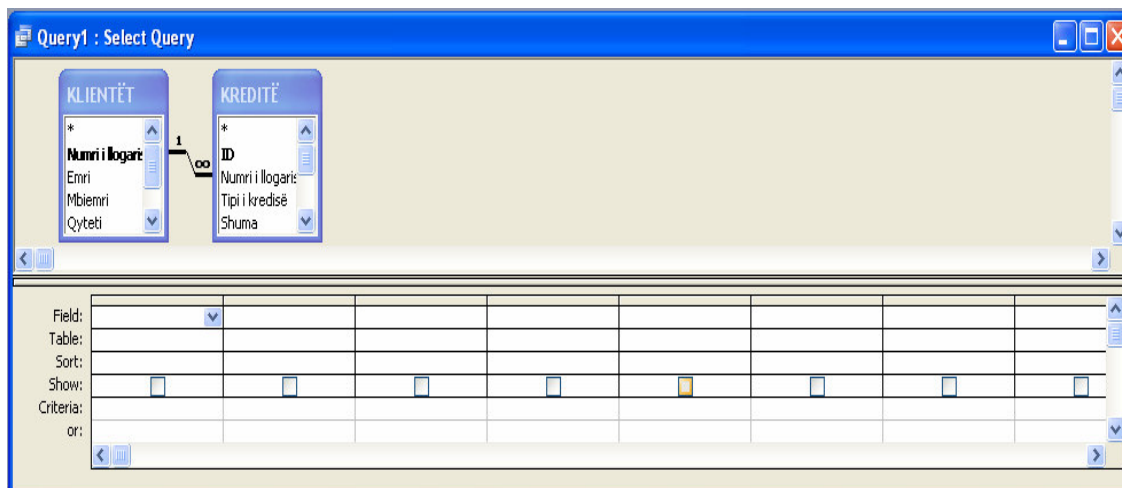 Query1 : Select Query
KLIENTËT
*
Numri i llogaris
Emri
Mbiemri
Qyteti
1
∞
KREDITË
*
ID
Numri i llogaris
Tipi i kredisë
Shuma
Field:
Table:
Sort:
Show:
Criteria:
or: